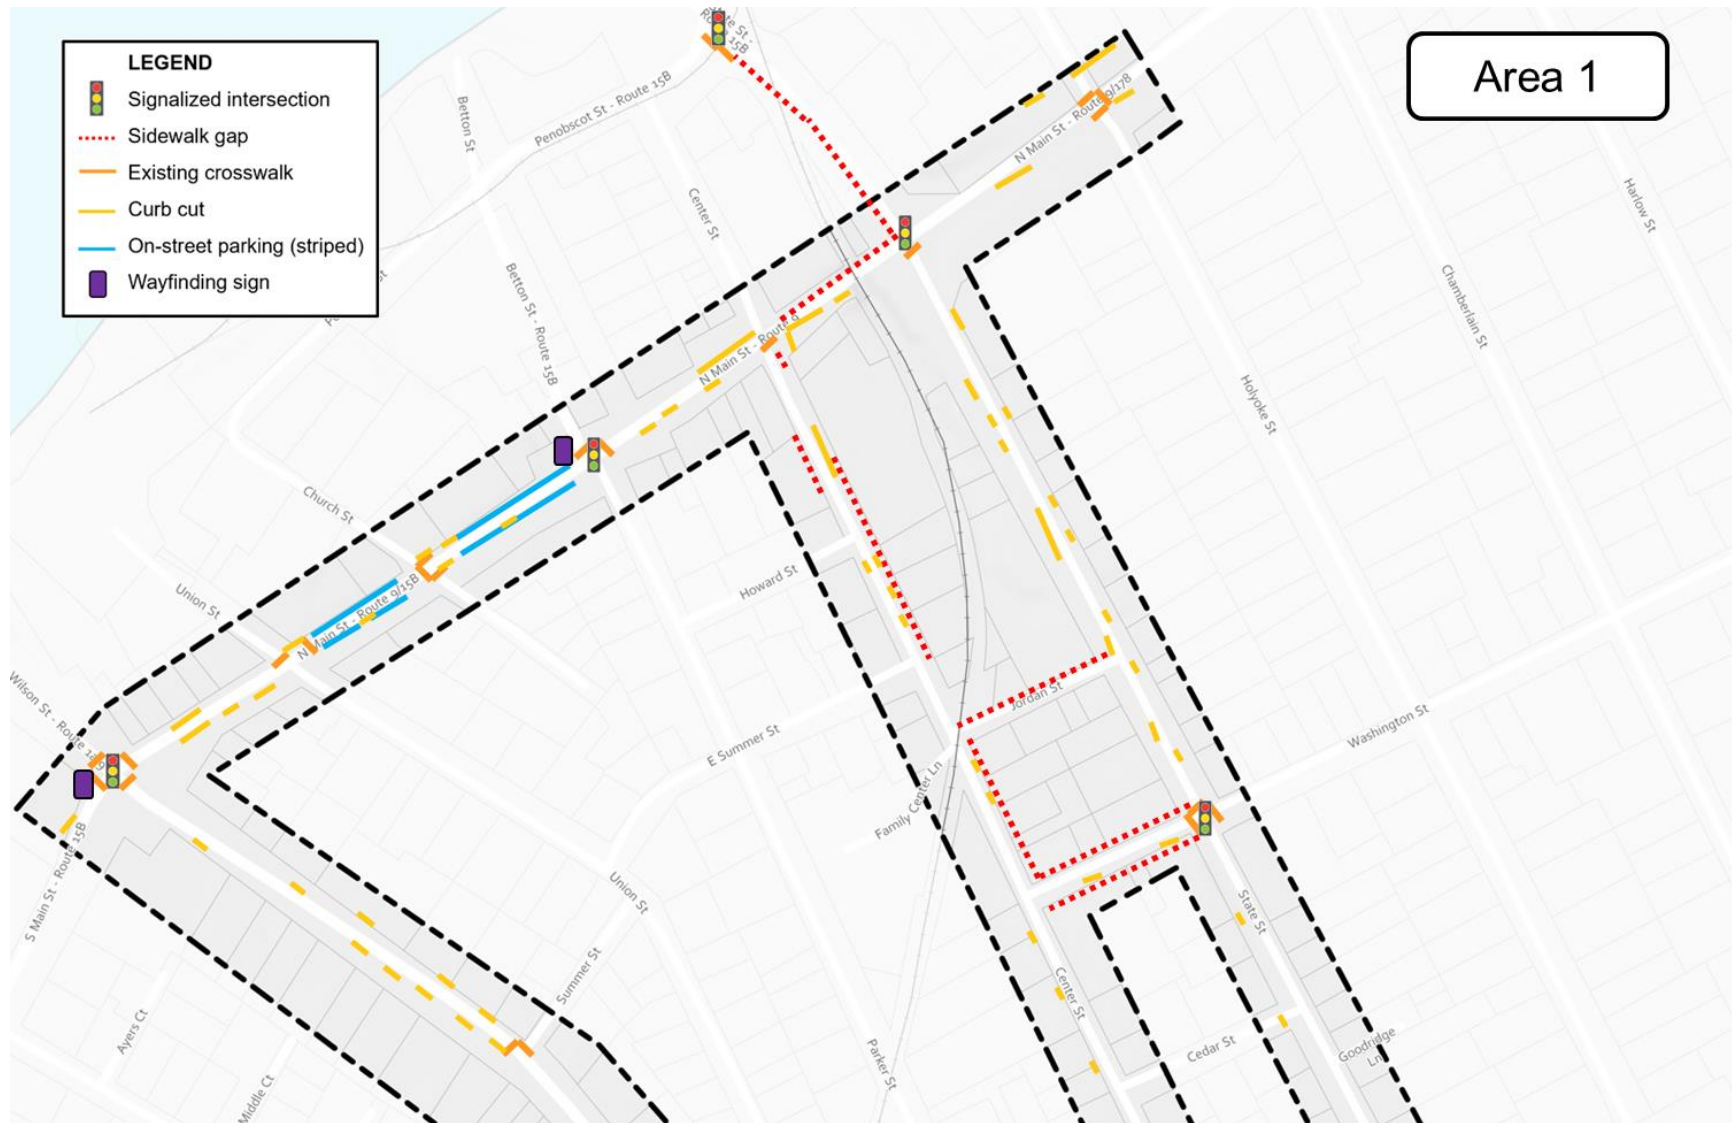 LEGEND
Signalized intersection
Sidewalk gap
Existing crosswalk
Curb cut
On-street parking (striped)
Wayfinding sign
Area 1
Betton St
Penobscot St - Route 15B
N Main St - Route 9/178
Center St
Harlow St
Chamberlain St
Holyoke St
Betton St - Route 15B
N Main St - Route 9
Church St
Union St
N Main St - Route 9/15B
Howard St
Jordan St
Washington St
E Summer St
Family Center Ln
S Main St - Route 15B
Union St
State St
Summer St
Center St
Ayers Ct
Middle Ct
Parker St
Cedar St
Goodridge
Ln